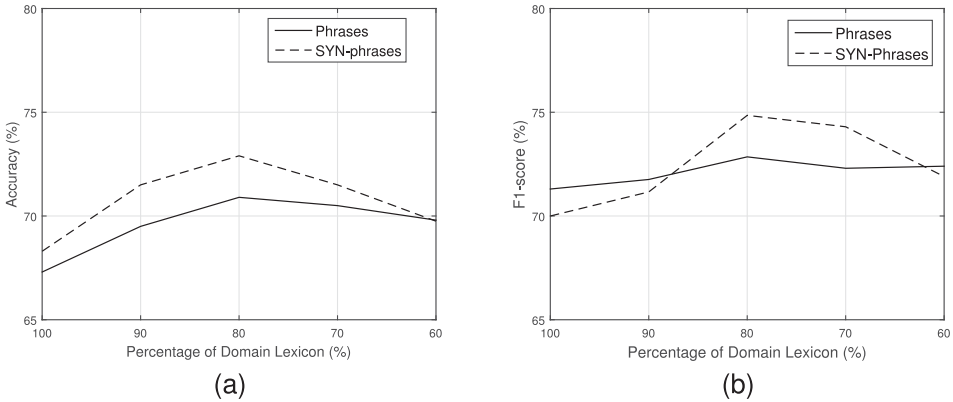 80
75
70
65
Accuracy (%)
Phrases
SYN-phrases
100 90 80 70 60
Percentage of Domain Lexicon (%)
(a)
80
75
70
65
F1-score (%)
Phrases
SYN-Phrases
100 90 80 70 60
Percentage of Domain Lexicon (%)
(b)